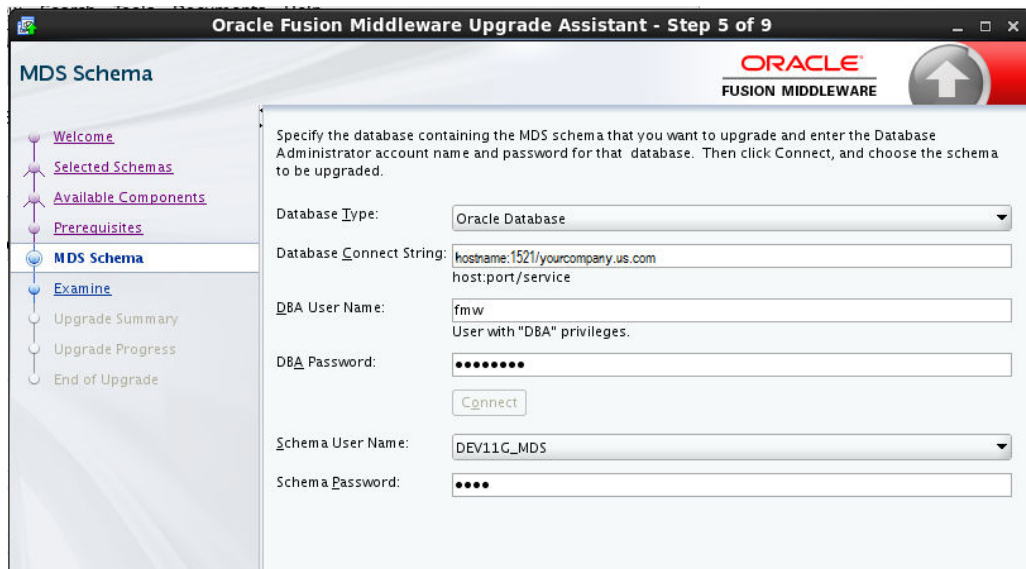 Search Tools Documents Help
Oracle Fusion Middleware Upgrade Assistant - Step 5 of 9
MDS Schema
ORACLE
FUSION MIDDLEWARE
Welcome
Selected Schemas
Available Components
Prerequisites
MDS Schema
Examine
Upgrade Summary
Upgrade Progress
End of Upgrade
Specify the database containing the MDS schema that you want to upgrade and enter the Database
Administrator account name and password for that database. Then click Connect, and choose the schema
to be upgraded.
Database Type:
Oracle Database
Database Connect String:
hostname:1521/yourcompany.us.com
host:port/service
DBA User Name:
fmw
User with "DBA" privileges.
DBA Password:
••••••••
Connect
Schema User Name:
DEV11G_MDS
Schema Password:
••••